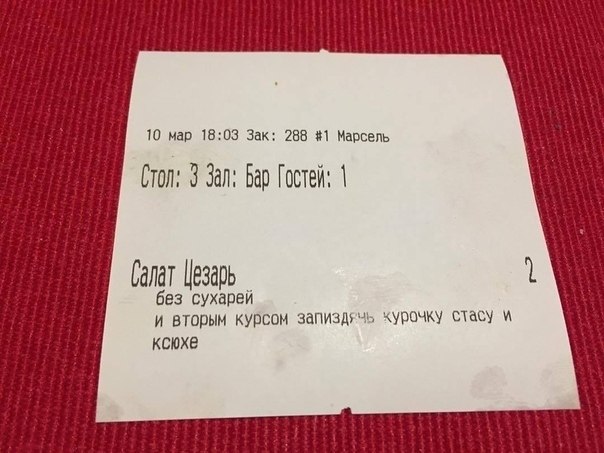 10 мар 18:03 Зак: 288 #1 Марсель
Стол: 3 Зал: Бар Гостей: 1
Салат Цезарь 2
без сухарей
и вторым курсом запиздячь курочку стасу и
ксюхе